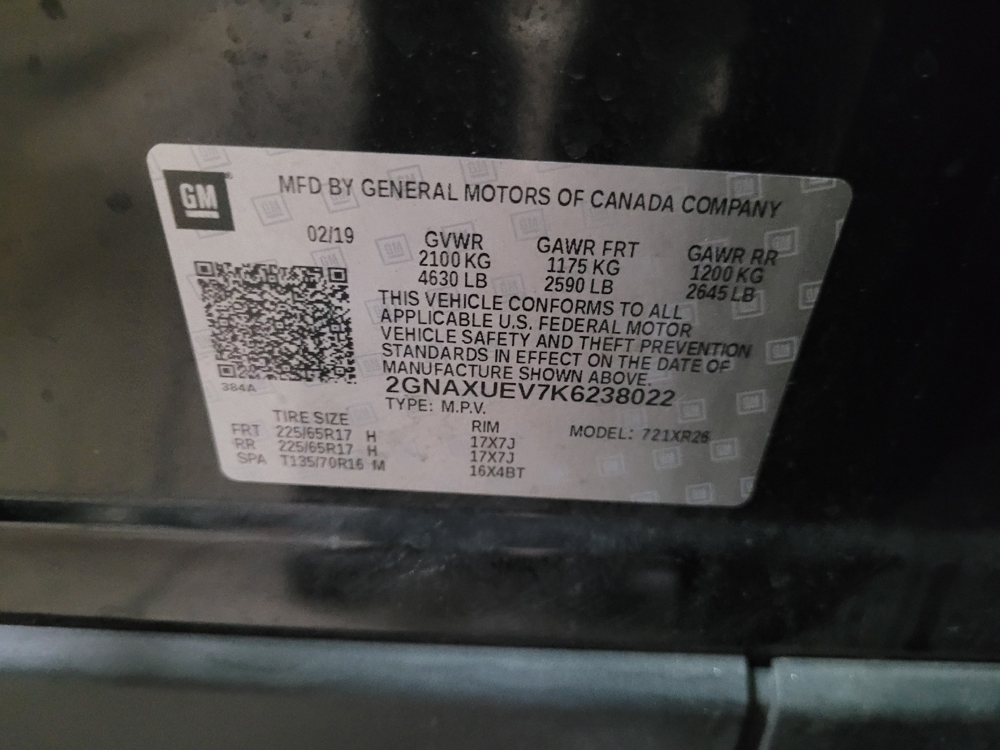 GM
MFD BY GENERAL MOTORS OF CANADA COMPANY
02/19 GVWR GAWR FRT GAWR RR
2100 KG 1175 KG 1200 KG
4630 LB 2590 LB 2645 LB
THIS VEHICLE CONFORMS TO ALL
APPLICABLE U.S. FEDERAL MOTOR
VEHICLE SAFETY AND THEFT PREVENTION
STANDARDS IN EFFECT ON THE DATE OF
MANUFACTURE SHOWN ABOVE.
384A
2GNAXUEV7K6238022
TYPE: M.P.V.
TIRE SIZE RIM MODEL: 721XR26
FRT 225/65R17 H 17X7J
RR 225/65R17 H 17X7J
SPA T135/70R16 M 16X4BT